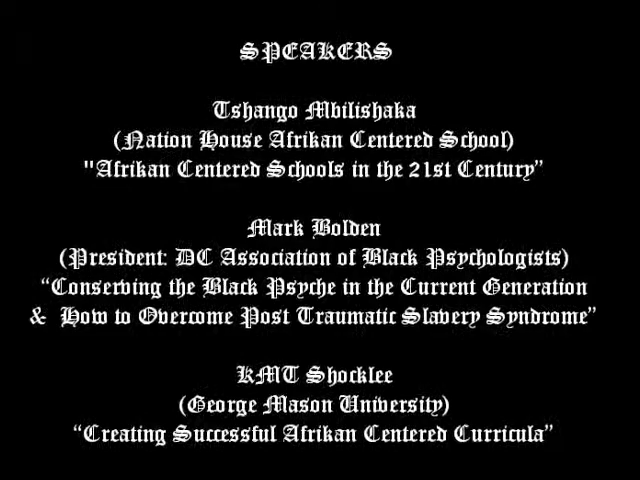 SPEAKERS
Tshango Mbilishaka
(Nation House Afrikan Centered School)
"Afrikan Centered Schools in the 21st Century”
Mark Bolden
(President: DC Association of Black Psychologists)
“Conserving the Black Psyche in the Current Generation
& How to Overcome Post Traumatic Slavery Syndrome”
KMT Shocklee
(George Mason University)
“Creating Successful Afrikan Centered Curricula”